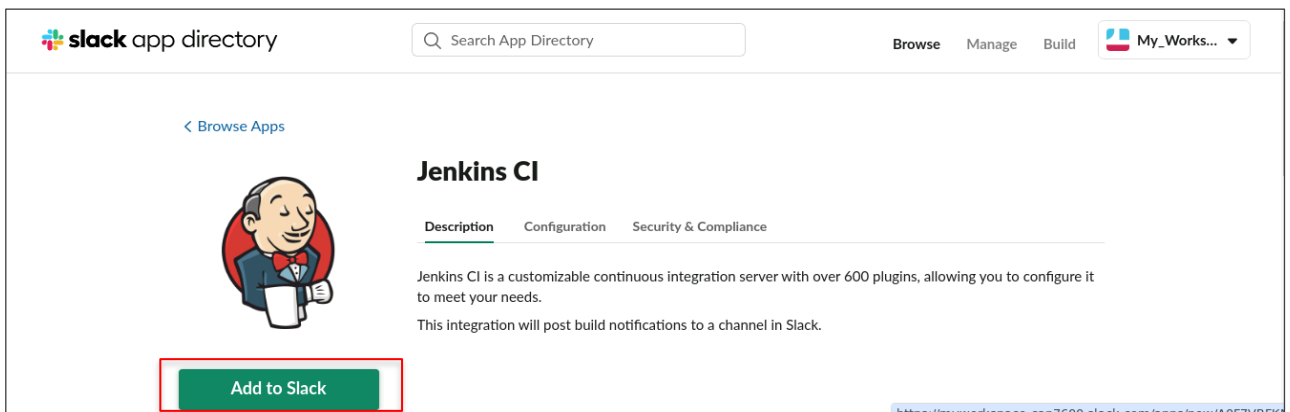 slack app directory
Search App Directory
Browse
Manage
Build
My_Works...
Browse Apps
Jenkins CI
Description
Configuration
Security & Compliance
Jenkins CI is a customizable continuous integration server with over 600 plugins, allowing you to configure it
to meet your needs.
This integration will post build notifications to a channel in Slack.
Add to Slack